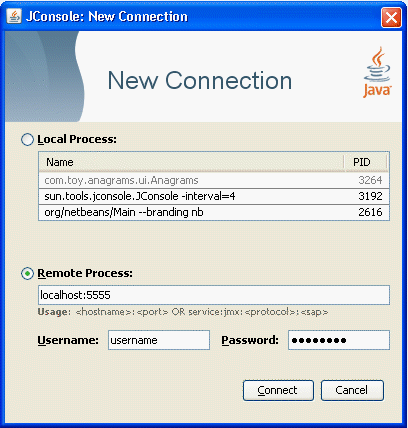 JConsole: New Connection
New Connection
Java
Local Process:
Name PID
com.toy.anagrams.ui.Anagrams 3264
sun.tools.jconsole.JConsole -interval=4 3192
org/netbeans/Main --branding nb 2616
Remote Process:
localhost:5555
Usage: <hostname>:<port> OR service:jmx:<protocol>:<sap>
Username: username Password: ●●●●●●●●
Connect Cancel